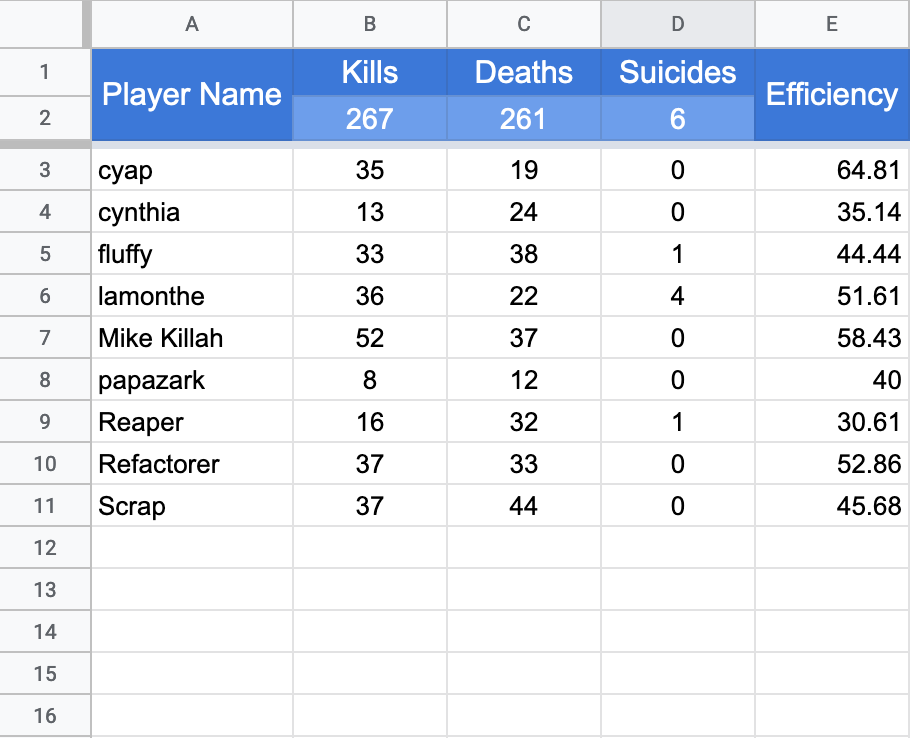 A B C D E
1 Player Name Kills Deaths Suicides Efficiency
2 267 261 6
3 cyap 35 19 0 64.81
4 cynthia 13 24 0 35.14
5 fluffy 33 38 1 44.44
6 lamonthe 36 22 4 51.61
7 Mike Killah 52 37 0 58.43
8 papazark 8 12 0 40
9 Reaper 16 32 1 30.61
10 Refactorer 37 33 0 52.86
11 Scrap 37 44 0 45.68
12
13
14
15
16